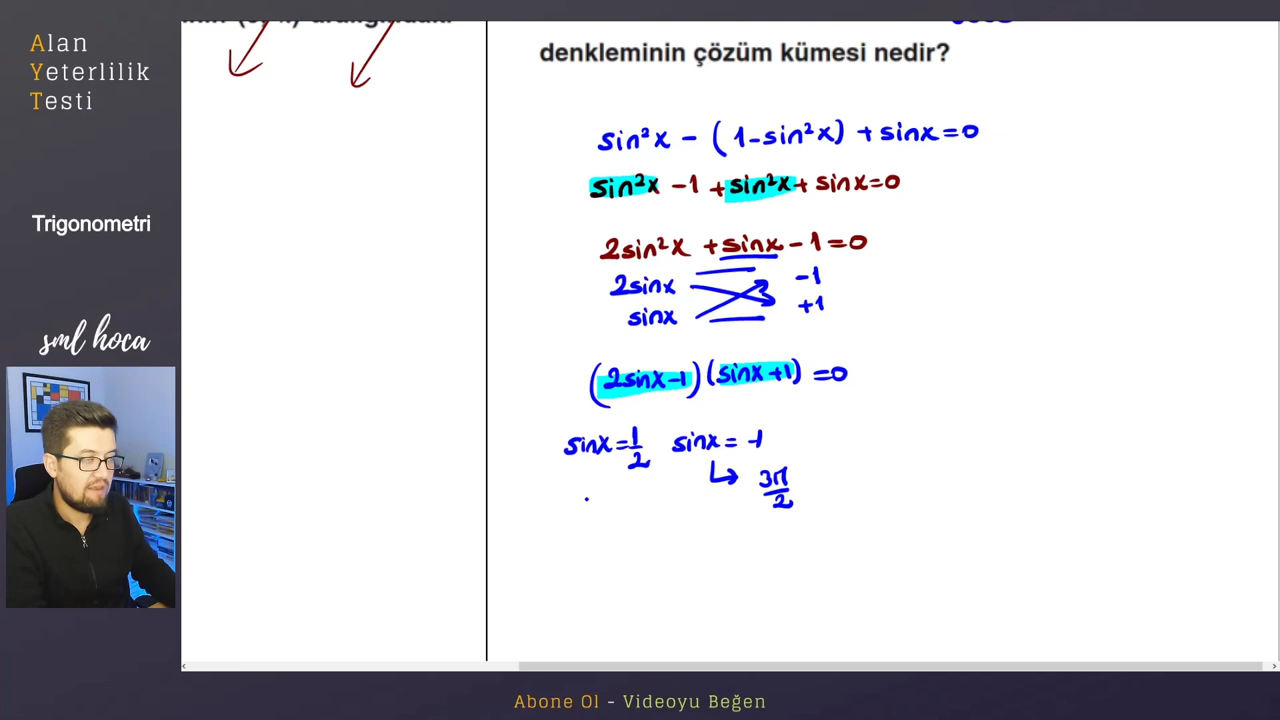 Alan
Yeterlilik
Testi
Trigonometri
sml hoca
denkleminin çözüm kümesi nedir?
sin²x - (1-sin²x) + sinx=0
sin²x -1 +sin²x + sinx=0
2sin²x +sinx -1=0
2sinx -1
sinx +1
(2sinx-1)(sinx+1) =0
sinx=1/2 sinx= -1
↳ 3π/2
Abone Ol - Videoyu Beğen